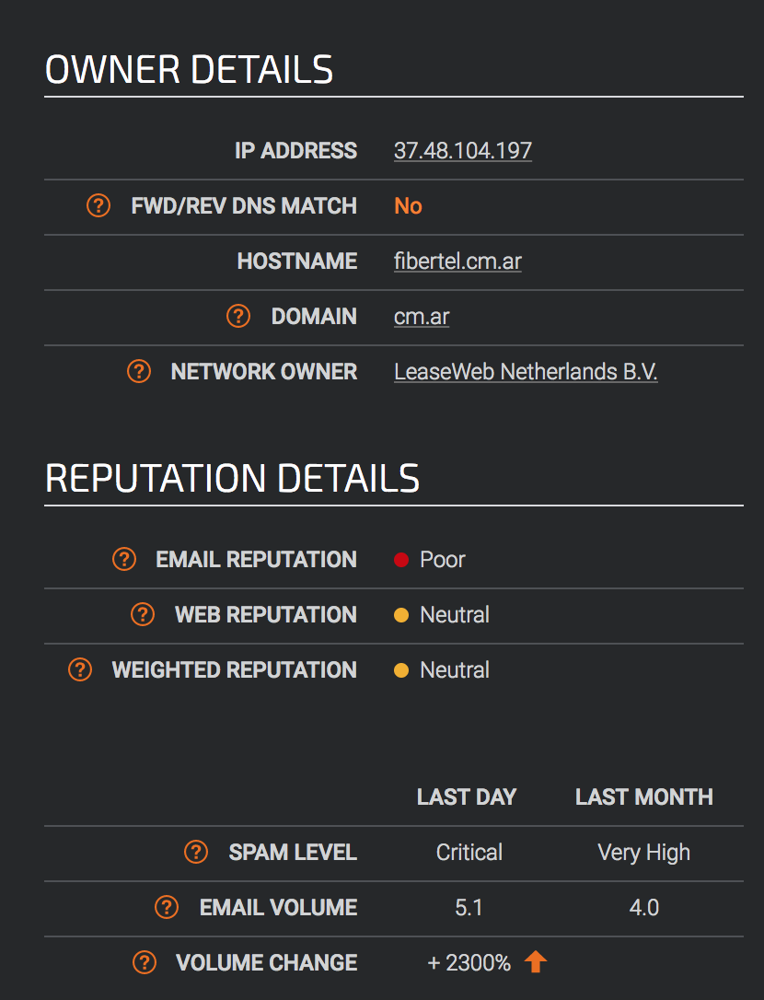 OWNER DETAILS
IP ADDRESS 37.48.104.197
? FWD/REV DNS MATCH No
HOSTNAME fibertel.cm.ar
? DOMAIN cm.ar
? NETWORK OWNER LeaseWeb Netherlands B.V.
REPUTATION DETAILS
? EMAIL REPUTATION Poor
? WEB REPUTATION Neutral
? WEIGHTED REPUTATION Neutral
LAST DAY LAST MONTH
? SPAM LEVEL Critical Very High
? EMAIL VOLUME 5.1 4.0
? VOLUME CHANGE + 2300%